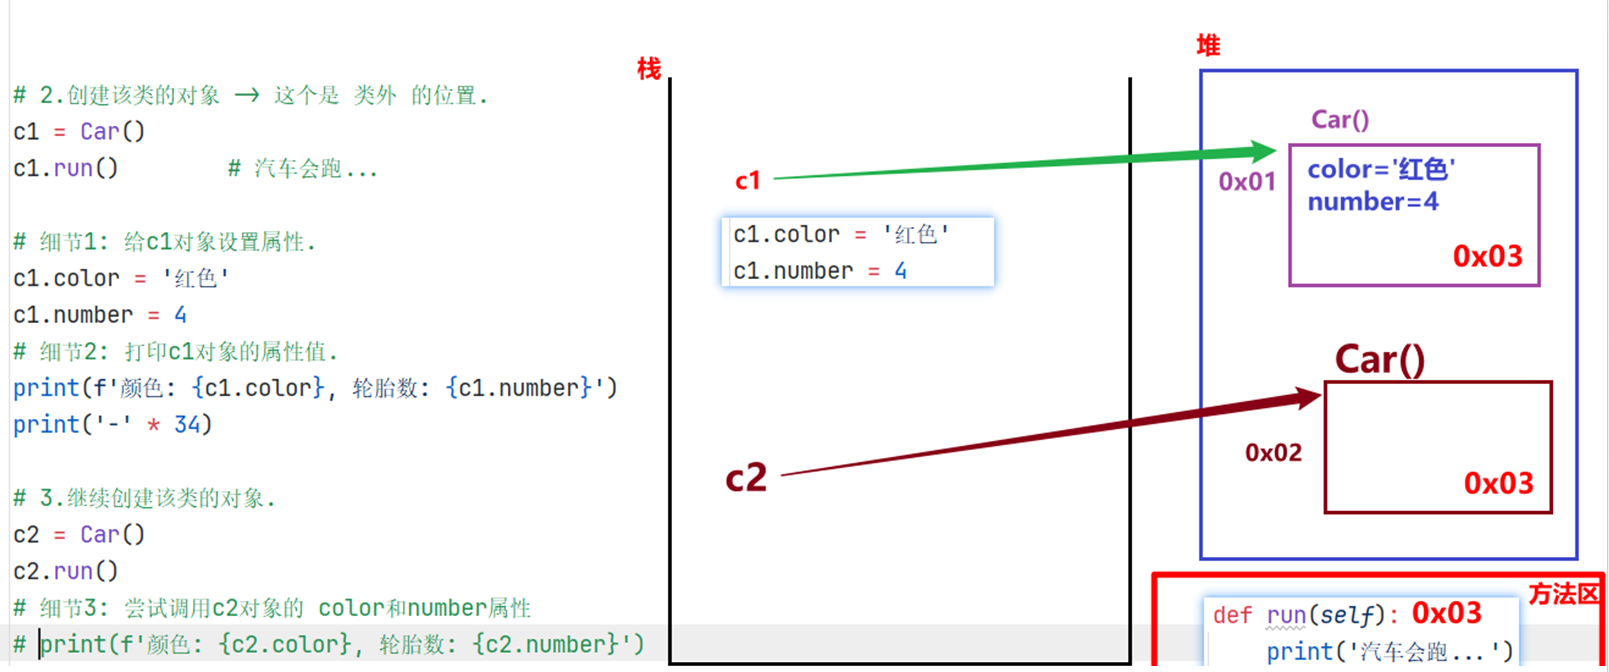 # 2.创建该类的对象 -> 这个是 类外 的位置.
c1 = Car()
c1.run()        # 汽车会跑...
# 细节1: 给c1对象设置属性.
c1.color = '红色'
c1.number = 4
# 细节2: 打印c1对象的属性值.
print(f'颜色: {c1.color}, 轮胎数: {c1.number}')
print('-' * 34)
# 3.继续创建该类的对象.
c2 = Car()
c2.run()
# 细节3: 尝试调用c2对象的 color和number属性
# print(f'颜色: {c2.color}, 轮胎数: {c2.number}')
栈
c1
c1.color = '红色'
c1.number = 4
c2
堆
Car()
0x01
color='红色'
number=4
0x03
Car()
0x02
0x03
方法区
def run(self): 0x03
print('汽车会跑...')